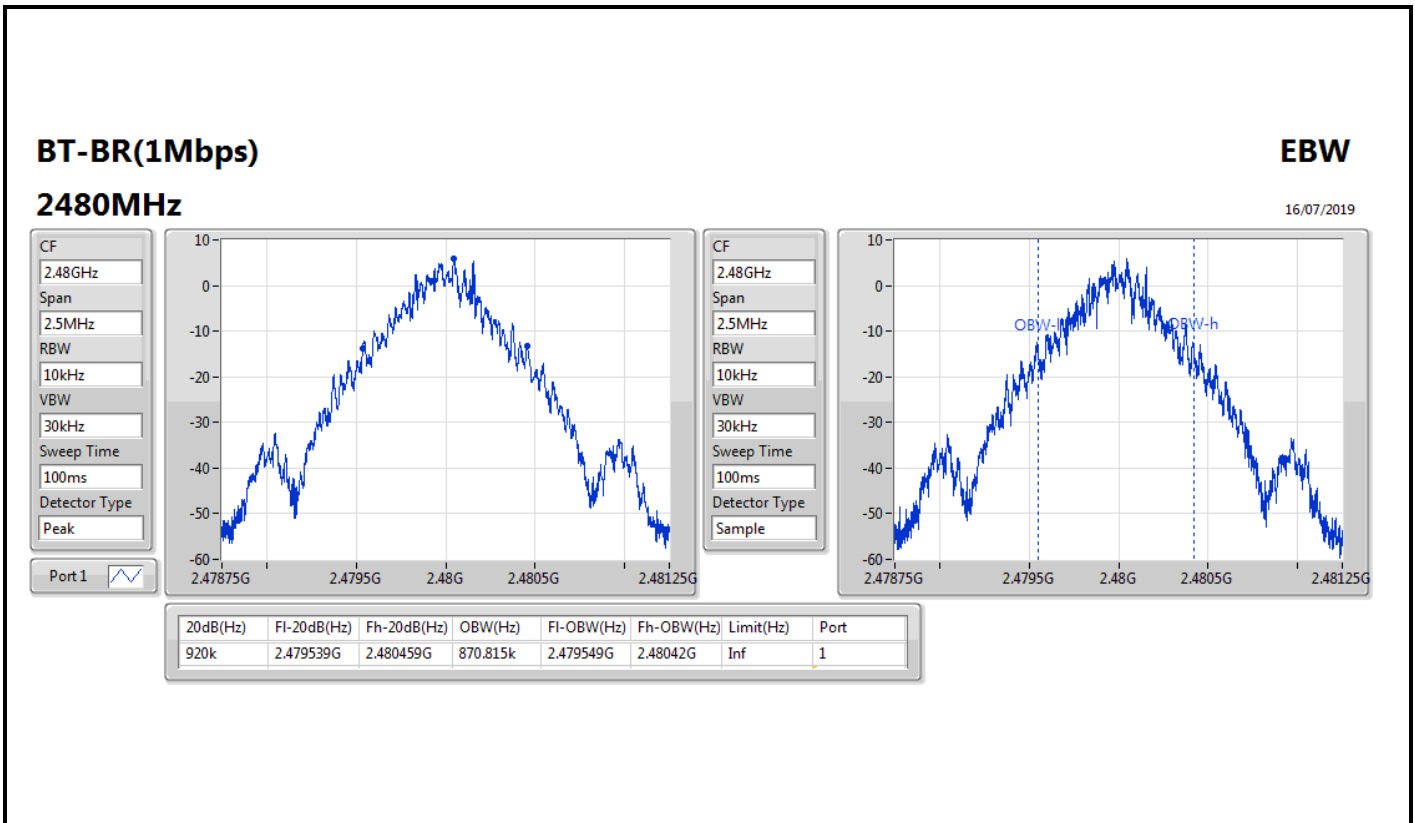 BT-BR(1Mbps)
EBW
2480MHz
16/07/2019
CF
2.48GHz
Span
2.5MHz
RBW
10kHz
VBW
30kHz
Sweep Time
100ms
Detector Type
Peak
Port 1
10
0
-10
-20
-30
-40
-50
-60
2.47875G 2.4795G 2.48G 2.4805G 2.48125G
CF
2.48GHz
Span
2.5MHz
RBW
10kHz
VBW
30kHz
Sweep Time
100ms
Detector Type
Sample
10
0
-10
-20
-30
-40
-50
-60
OBW-l OBW-h
2.47875G 2.4795G 2.48G 2.4805G 2.48125G
20dB(Hz) Fl-20dB(Hz) Fh-20dB(Hz) OBW(Hz) Fl-OBW(Hz) Fh-OBW(Hz) Limit(Hz) Port
920k 2.479539G 2.480459G 870.815k 2.479549G 2.48042G Inf 1